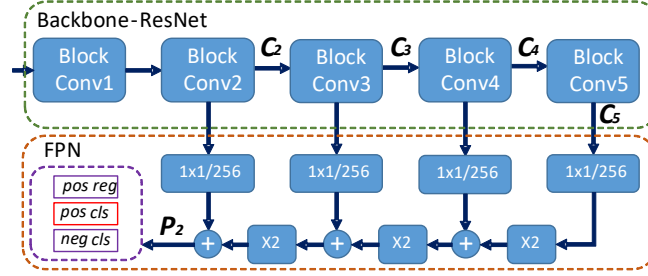 Backbone-ResNet
Block Conv1
Block Conv2
C2
Block Conv3
C3
Block Conv4
C4
Block Conv5
C5
FPN
1x1/256
1x1/256
1x1/256
1x1/256
pos reg
pos cls
neg cls
P2
+
X2
+
X2
+
X2